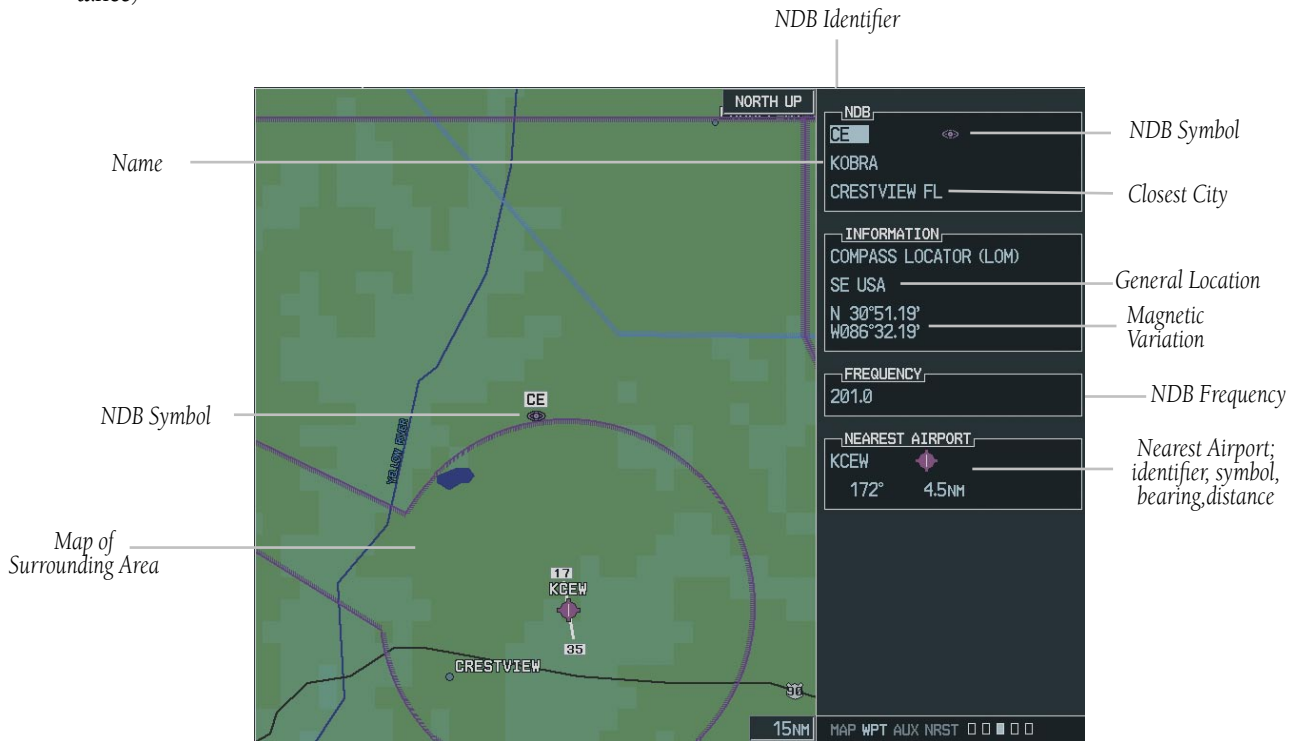 NDB Identifier
NORTH UP
NDB
CE
NDB Symbol
Name
KOBRA
CRESTVIEW FL
Closest City
INFORMATION
COMPASS LOCATOR (LOM)
SE USA
General Location
N 30°51.19'
W086°32.19'
Magnetic
Variation
FREQUENCY
201.0
NDB Frequency
CE
NDB Symbol
YELLOW RIVER
NEAREST AIRPORT
KCEW
172° 4.5NM
Nearest Airport;
identifier, symbol,
bearing,distance
Map of
Surrounding Area
17
KCEW
35
CRESTVIEW
90
15NM
MAP WPT AUX NRST